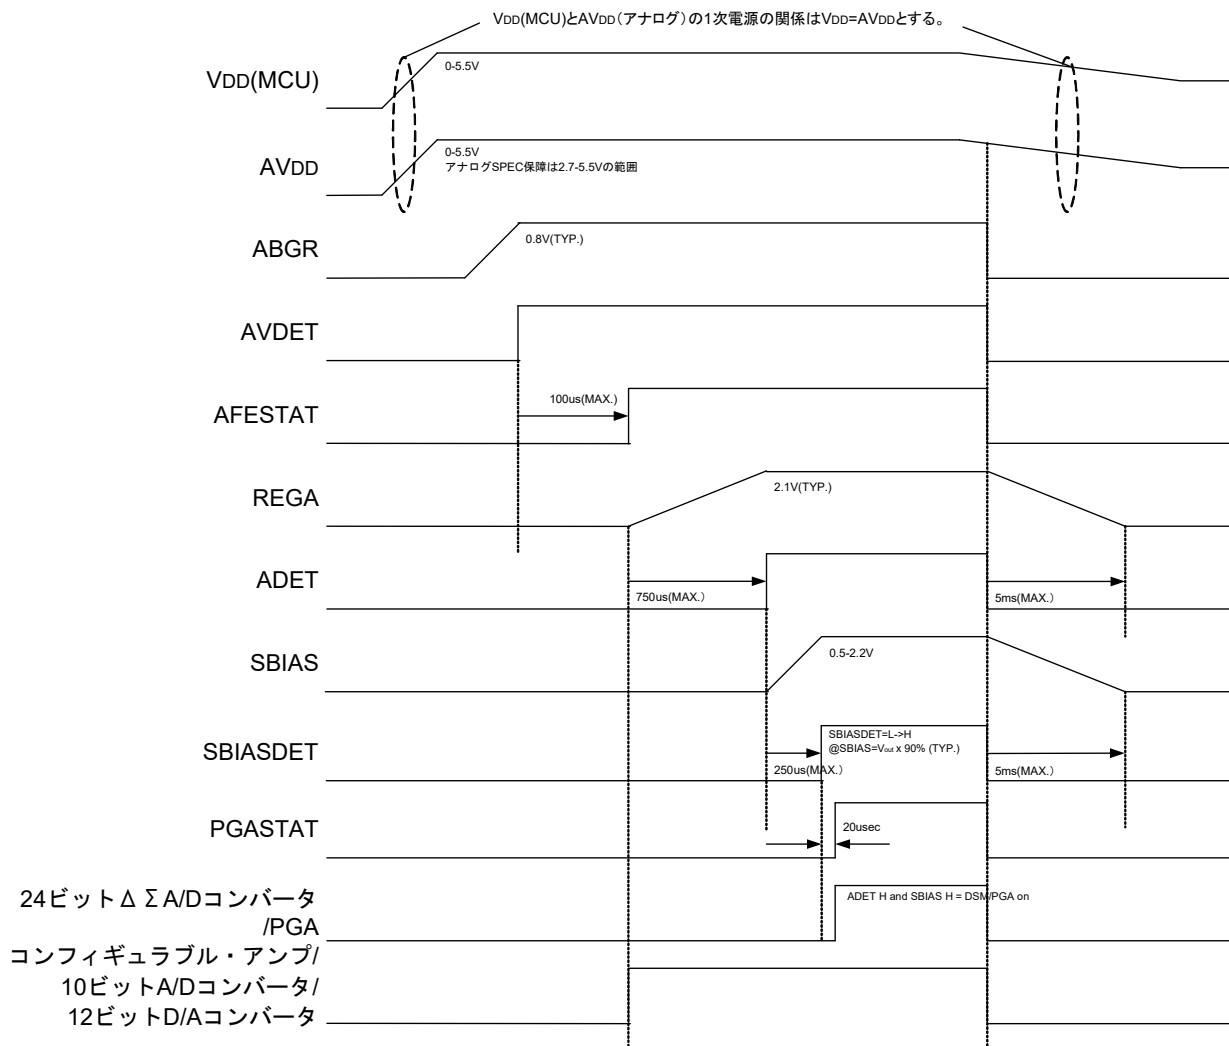 VDD(MCU)とAVDD(アナログ)の1次電源の関係はVDD=AVDDとする。
VDD(MCU)
0-5.5V
AVDD
0-5.5V
アナログSPEC保障は2.7-5.5Vの範囲
ABGR
0.8V(TYP.)
AVDET
AFESTAT
100us(MAX.)
REGA
2.1V(TYP.)
ADET
750us(MAX.)
5ms(MAX.)
SBIAS
0.5-2.2V
SBIASDET
SBIASDET=L->H
@SBIAS=Vout x 90% (TYP.)
250us(MAX.)
5ms(MAX.)
PGASTAT
20usec
24ビットΔΣA/Dコンバータ
/PGA
ADET H and SBIAS H = DSM/PGA on
コンフィギュラブル・アンプ/
10ビットA/Dコンバータ/
12ビットD/Aコンバータ